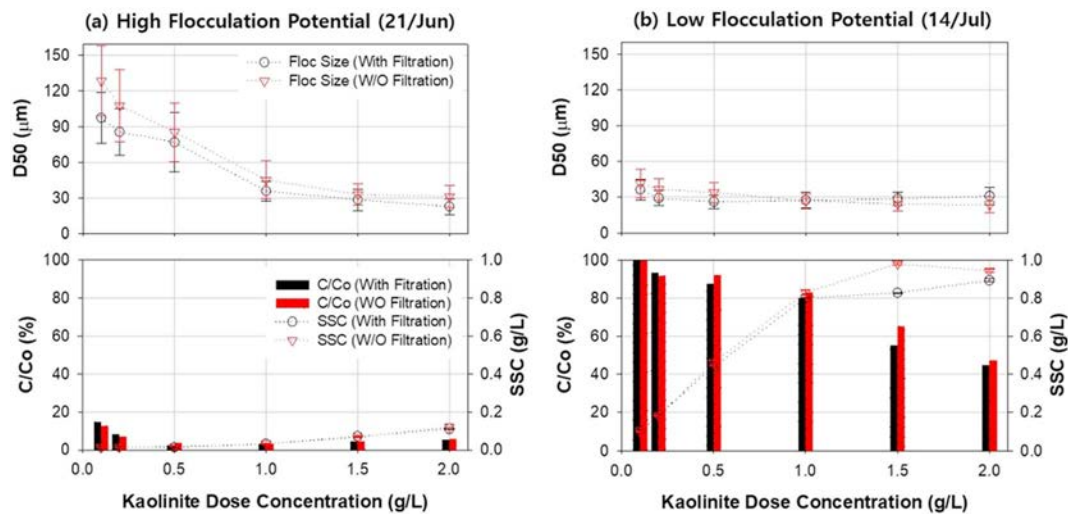 (a) High Flocculation Potential (21/Jun)
(b) Low Flocculation Potential (14/Jul)
150
120
90
60
30
0
D50 (μm)
Floc Size (With Filtration)
Floc Size (W/O Filtration)
150
120
90
60
30
0
D50 (μm)
100
80
60
40
20
0
C/Co (%)
C/Co (With Fitration)
C/Co (WO Filtration)
SSC (With Filtration)
SSC (W/O Filtration)
1.0
0.8
0.6
0.4
0.2
0.0
SSC (g/L)
0.0 0.5 1.0 1.5 2.0
Kaolinite Dose Concentration (g/L)
100
80
60
40
20
0
C/Co (%)
1.0
0.8
0.6
0.4
0.2
0.0
SSC (g/L)
0.0 0.5 1.0 1.5 2.0
Kaolinite Dose Concentration (g/L)